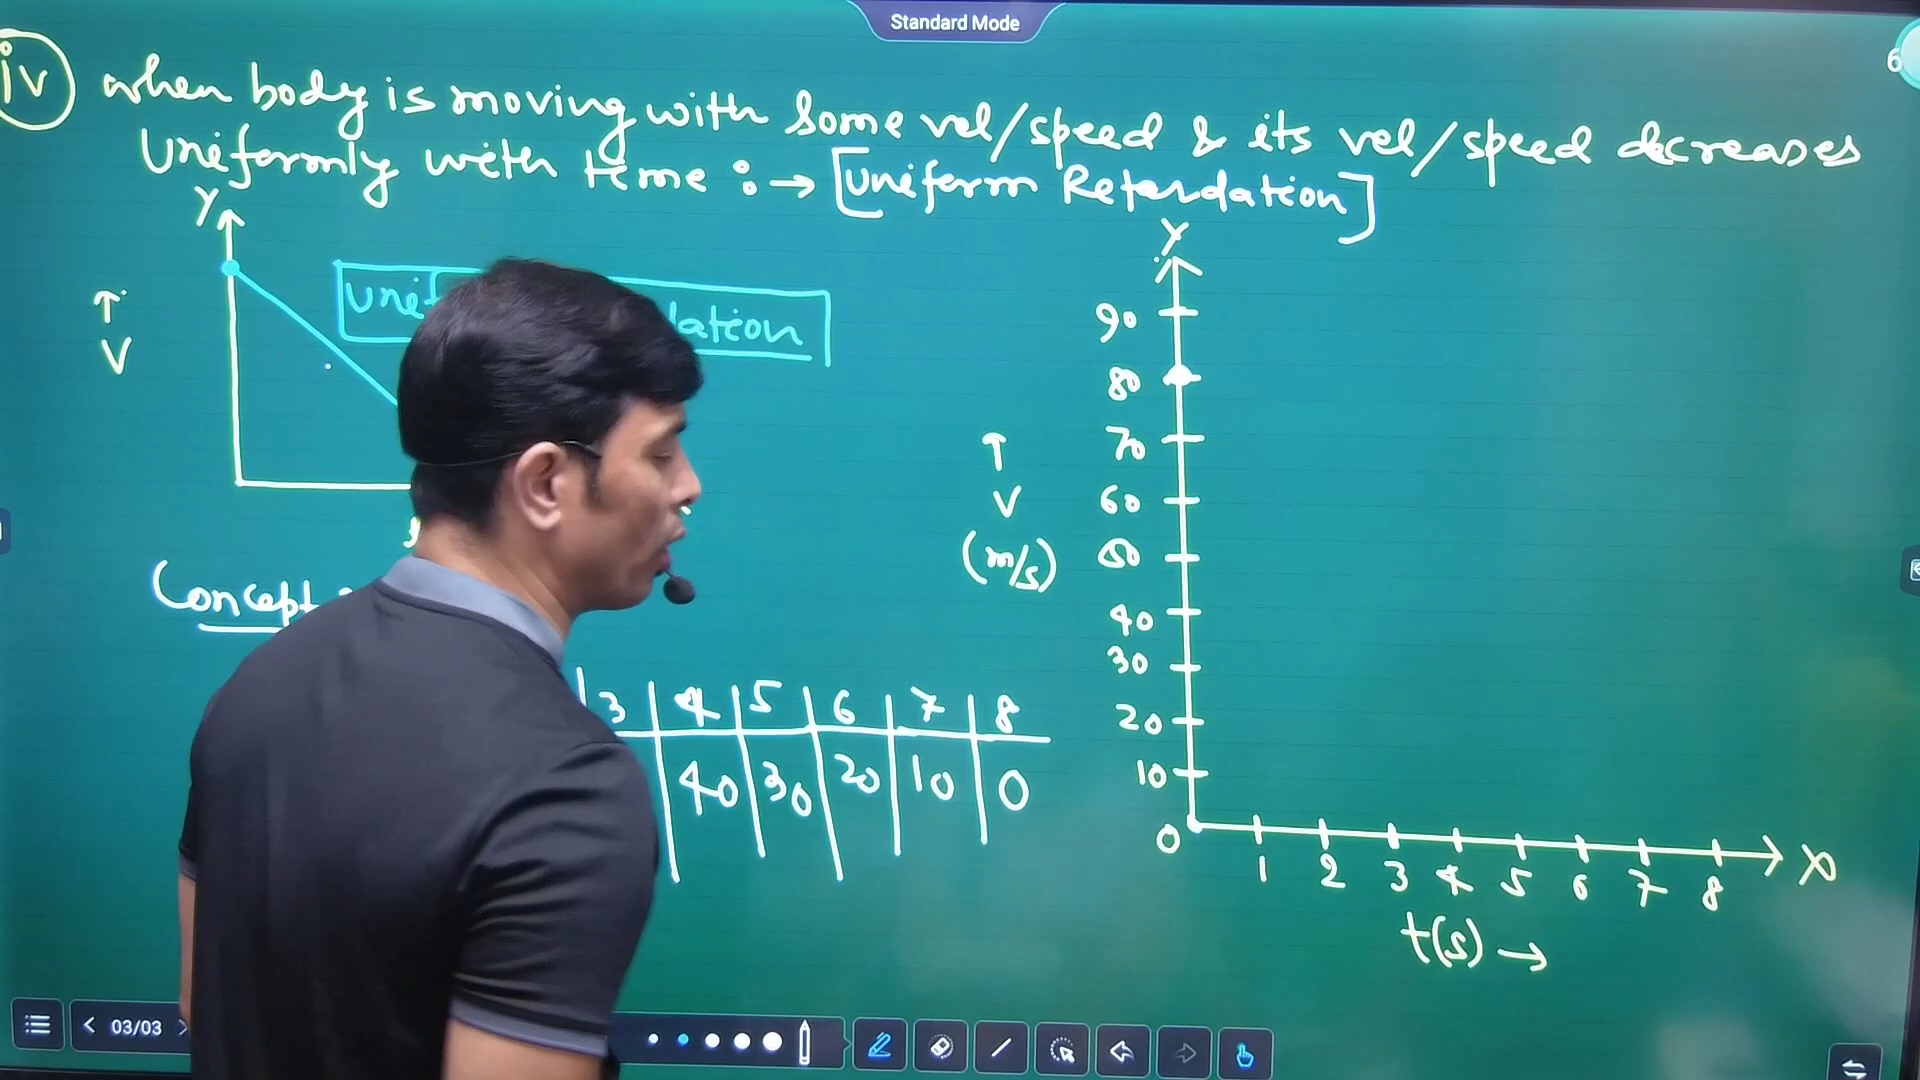 Standard Mode
6
iv when body is moving with some vel/speed & its vel/speed decreases
Uniformly with time :→ [Uniform Retardation]
Y
↑
V
Concept
3 4 5 6 7 8
40 30 20 10 0
Y
90
80
70
60
50
40
30
20
10
0
↑
V
(m/s)
1 2 3 4 5 6 7 8
X
t(s) →
03/03